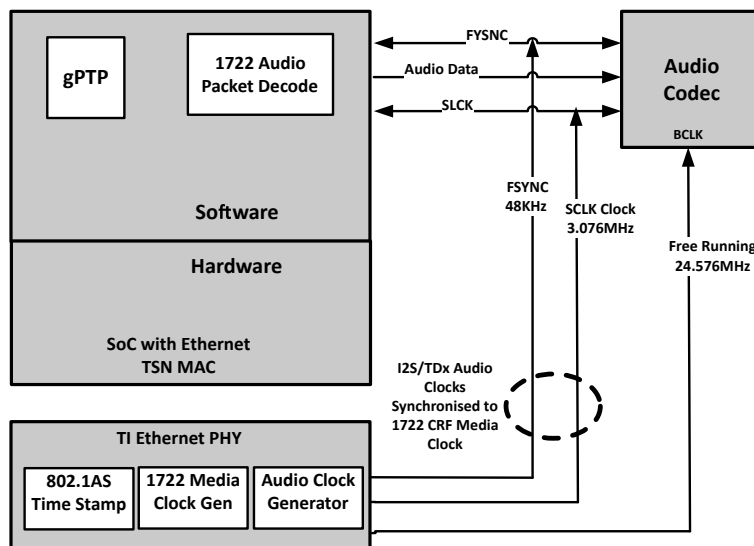 gPTP
1722 Audio
Packet Decode
Software
Hardware
SoC with Ethernet
TSN MAC
FYSNC
Audio Data
SLCK
Audio
Codec
BCLK
FSYNC
48KHz
SCLK Clock
3.076MHz
Free Running
24.576MHz
I2S/TDx Audio
Clocks
Synchronised to
1722 CRF Media
Clock
TI Ethernet PHY
802.1AS
Time Stamp
1722 Media
Clock Gen
Audio Clock
Generator